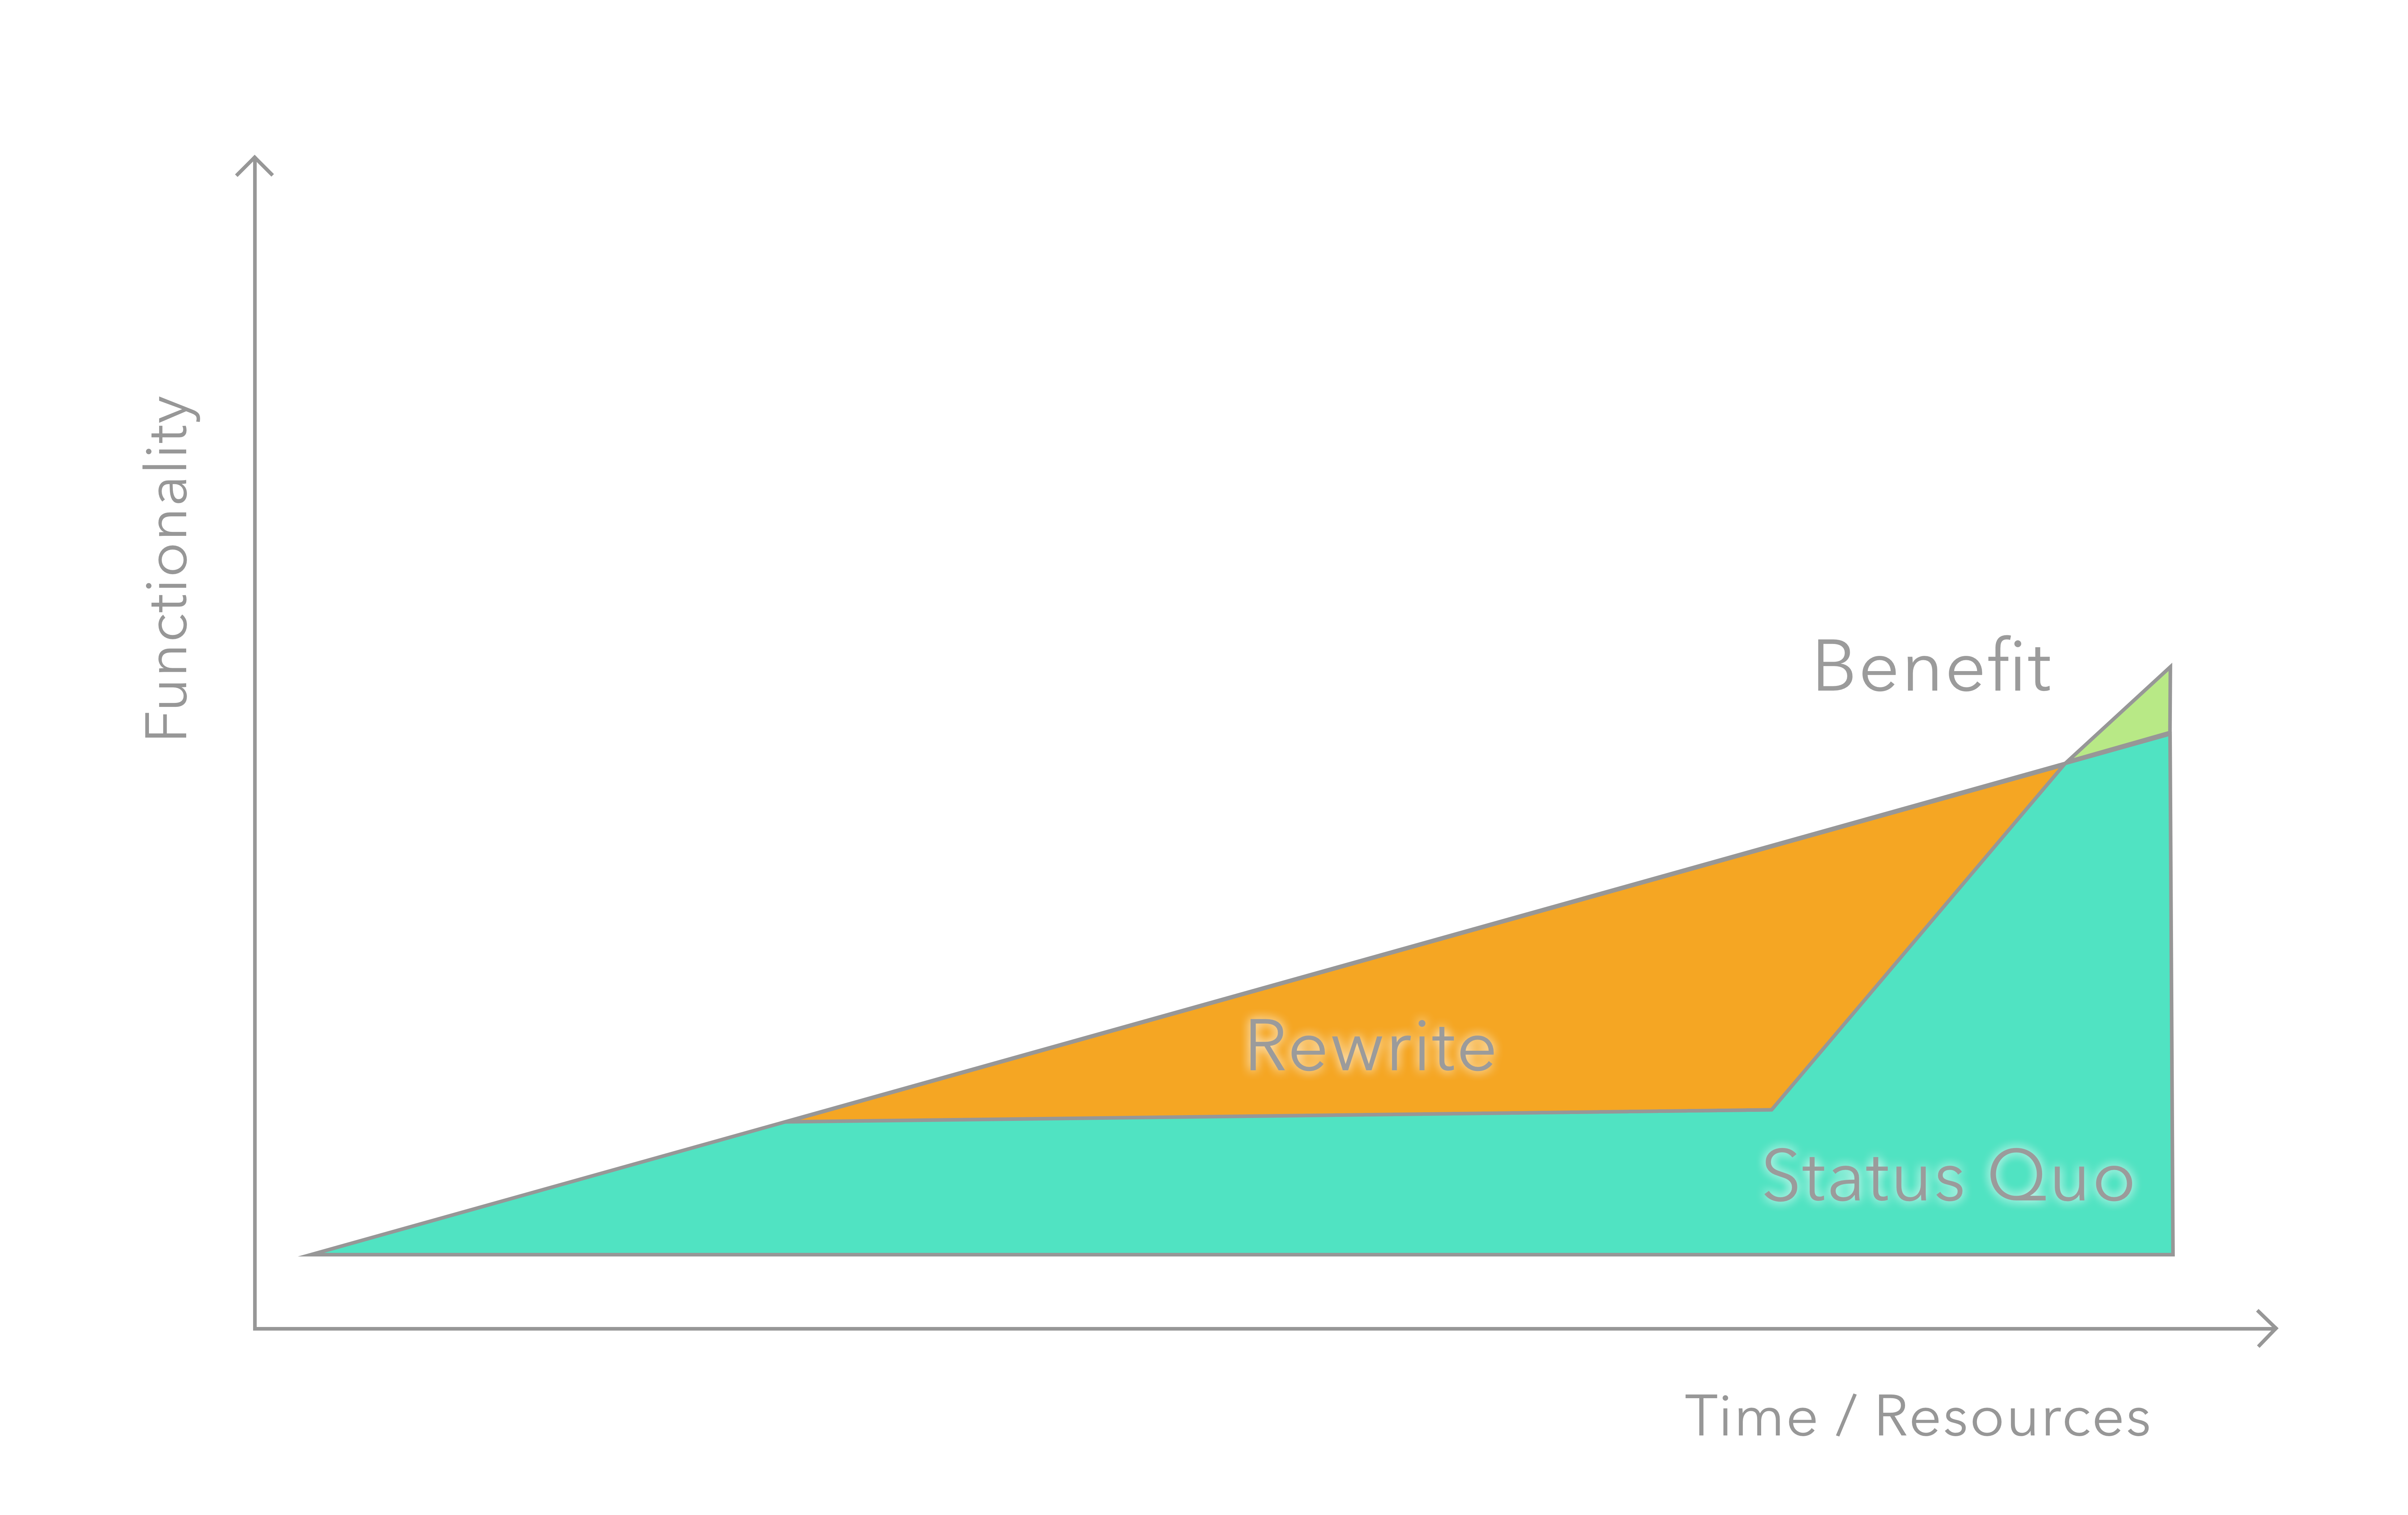 Functionality
Benefit
Rewrite
Status Quo
Time / Resources